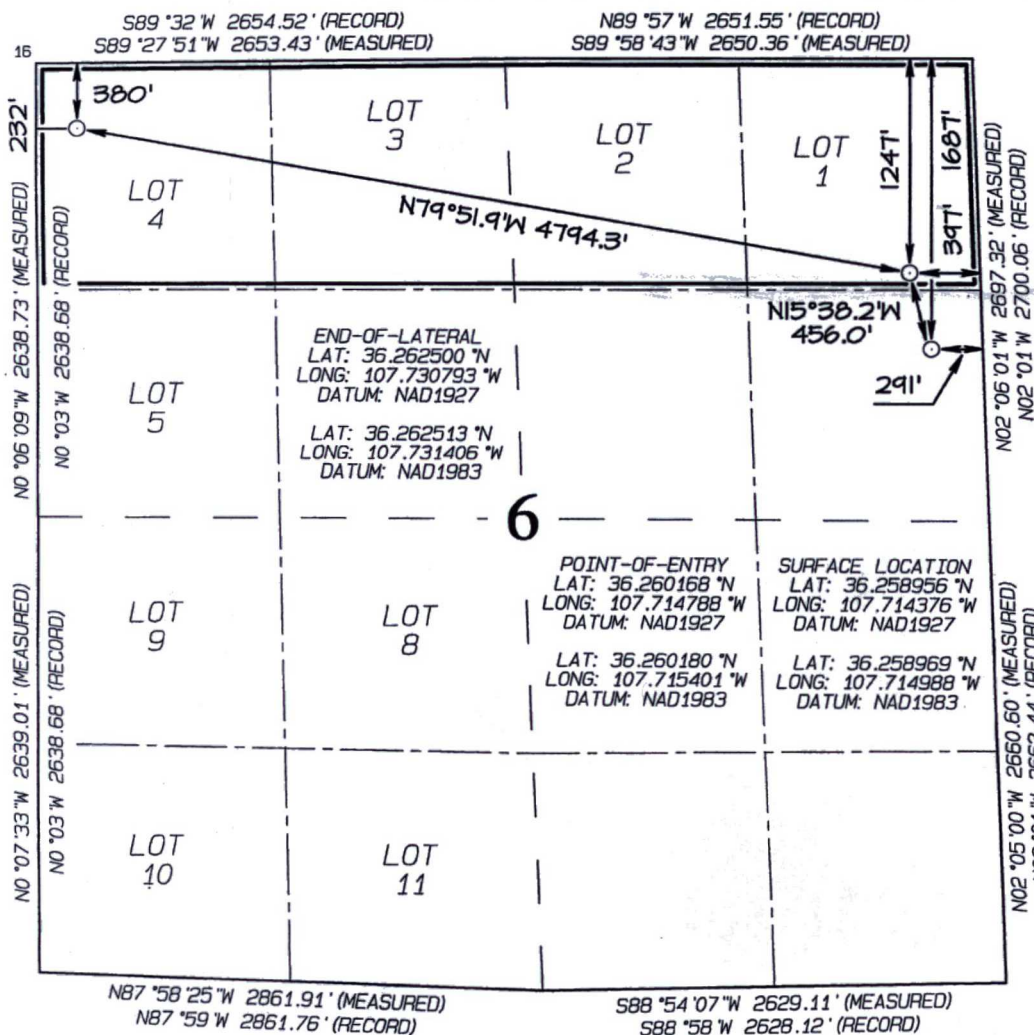 S89°32'W 2654.52' (RECORD)
S89°27'51"W 2653.43' (MEASURED)
N89°57'W 2651.55' (RECORD)
S89°58'43"W 2650.36' (MEASURED)
16
380'
232'
LOT
3
LOT
2
LOT
1
LOT
4
1247'
1687'
397'
N79°51.9'W 4794.3'
N15°38.2'W
456.0'
291'
N0°06'09"W 2638.73' (MEASURED)
N0°03'W 2638.68' (RECORD)
N02°06'01"W 2697.32' (MEASURED)
N02°01'W 2700.06' (RECORD)
END-OF-LATERAL
LAT: 36.262500°N
LONG: 107.730793°W
DATUM: NAD1927
LAT: 36.262513°N
LONG: 107.731406°W
DATUM: NAD1983
LOT
5
6
POINT-OF-ENTRY
LAT: 36.260168°N
LONG: 107.714788°W
DATUM: NAD1927
LAT: 36.260180°N
LONG: 107.715401°W
DATUM: NAD1983
SURFACE LOCATION
LAT: 36.258956°N
LONG: 107.714376°W
DATUM: NAD1927
LAT: 36.258969°N
LONG: 107.714988°W
DATUM: NAD1983
LOT
9
LOT
8
N0°07'33"W 2639.01' (MEASURED)
N0°03'W 2638.68' (RECORD)
N02°05'00"W 2660.60' (MEASURED)
LOT
10
LOT
11
N87°58'25"W 2861.91' (MEASURED)
N87°59'W 2861.76' (RECORD)
S88°54'07"W 2629.11' (MEASURED)
S88°58'W 2628.12' (RECORD)